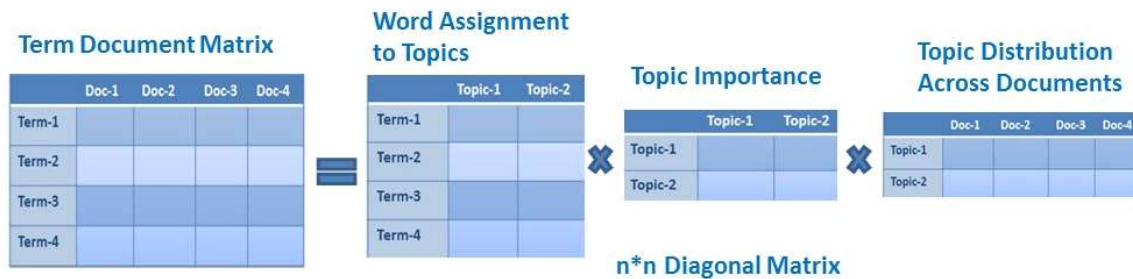 Term Document Matrix
Doc-1 Doc-2 Doc-3 Doc-4
Term-1
Term-2
Term-3
Term-4
Word Assignment
to Topics
Topic-1 Topic-2
Term-1
Term-2
Term-3
Term-4
Topic Importance
Topic-1 Topic-2
Topic-1
Topic-2
n*n Diagonal Matrix
Topic Distribution
Across Documents
Doc-1 Doc-2 Doc-3 Doc-4
Topic-1
Topic-2